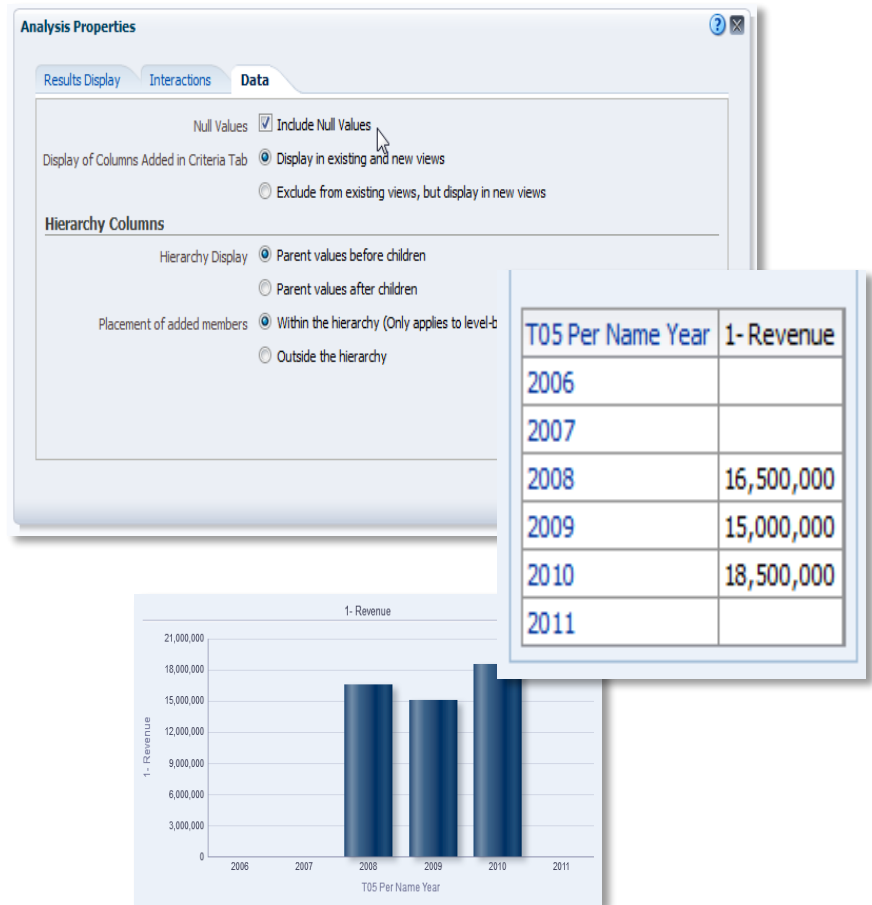 Analysis Properties
Results Display Interactions Data
Null Values Include Null Values
Display of Columns Added in Criteria Tab Display in existing and new views
Exclude from existing views, but display in new views
Hierarchy Columns
Hierarchy Display Parent values before children
Parent values after children
Placement of added members Within the hierarchy (Only applies to level-b
Outside the hierarchy
T05 Per Name Year 1- Revenue
2006
2007
2008 16,500,000
2009 15,000,000
2010 18,500,000
2011
1- Revenue
21,000,000
18,000,000
15,000,000
12,000,000
9,000,000
6,000,000
3,000,000
0
1- Revenue
2006 2007 2008 2009 2010 2011
T05 Per Name Year